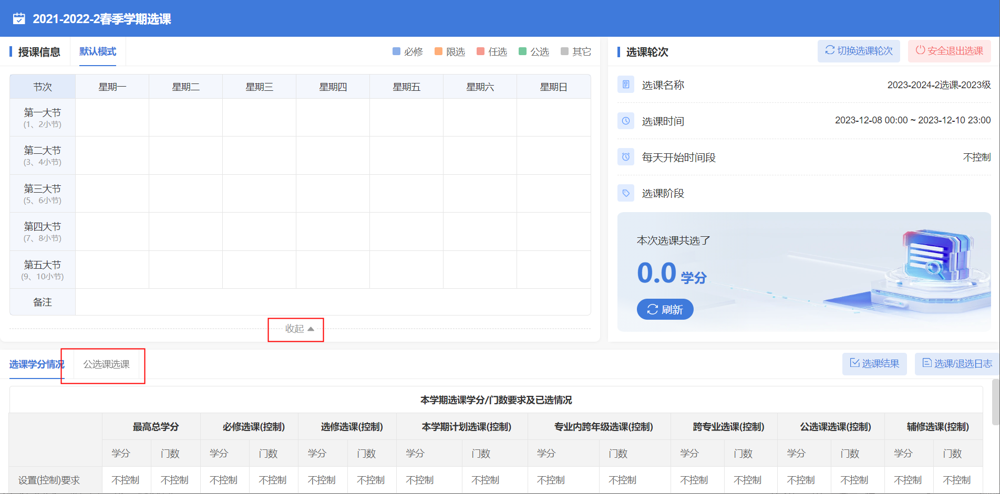 2021-2022-2春季学期选课
授课信息 默认模式 必修 限选 任选 公选 其它
节次 星期一 星期二 星期三 星期四 星期五 星期六 星期日
第一大节
(1、2小节)
第二大节
(3、4小节)
第三大节
(5、6小节)
第四大节
(7、8小节)
第五大节
(9、10小节)
备注
收起
选课轮次 切换选课轮次 安全退出选课
选课名称 2023-2024-2选课-2023级
选课时间 2023-12-08 00:00 ~ 2023-12-10 23:00
每天开始时间段 不控制
选课阶段
本次选课共选了
0.0 学分
刷新
选课学分情况 公选课选课 选课结果 选课/退选日志
本学期选课学分/门数要求及已选情况
最高总学分 必修选课(控制) 选修选课(控制) 本学期计划选课(控制) 专业内跨年级选课(控制) 跨专业选课(控制) 公选课选课(控制) 辅修选课(控制)
学分 门数 学分 门数 学分 门数 学分 门数 学分 门数 学分 门数 学分 门数 学分 门数
设置(控制)要求 不控制 不控制 不控制 不控制 不控制 不控制 不控制 不控制 不控制 不控制 不控制 不控制 不控制 不控制 不控制 不控制